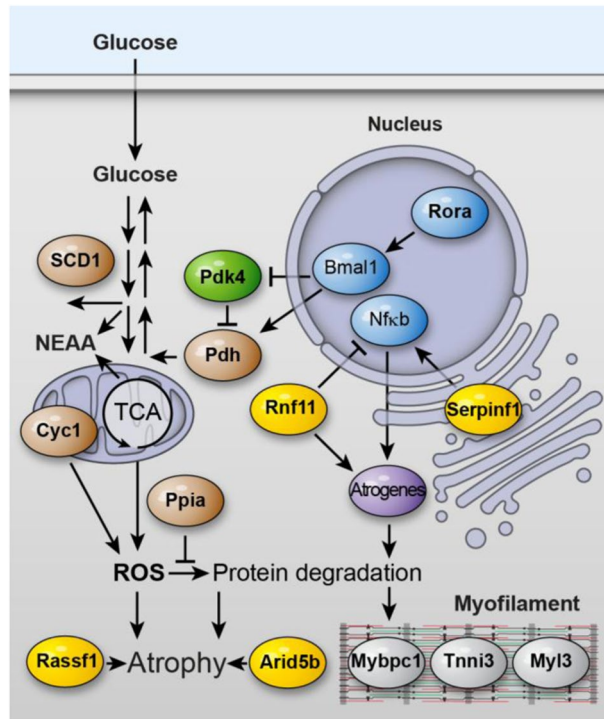 Glucose
Nucleus
Glucose
Rora
SCD1
Bmal1
Pdk4
Nfκb
NEAA
Pdh
TCA
Rnf11
Serpinf1
Cyc1
Atrogenes
Ppia
ROS
Protein degradation
Myofilament
Rassf1
Atrophy
Arid5b
Mybpc1
Tnni3
Myl3